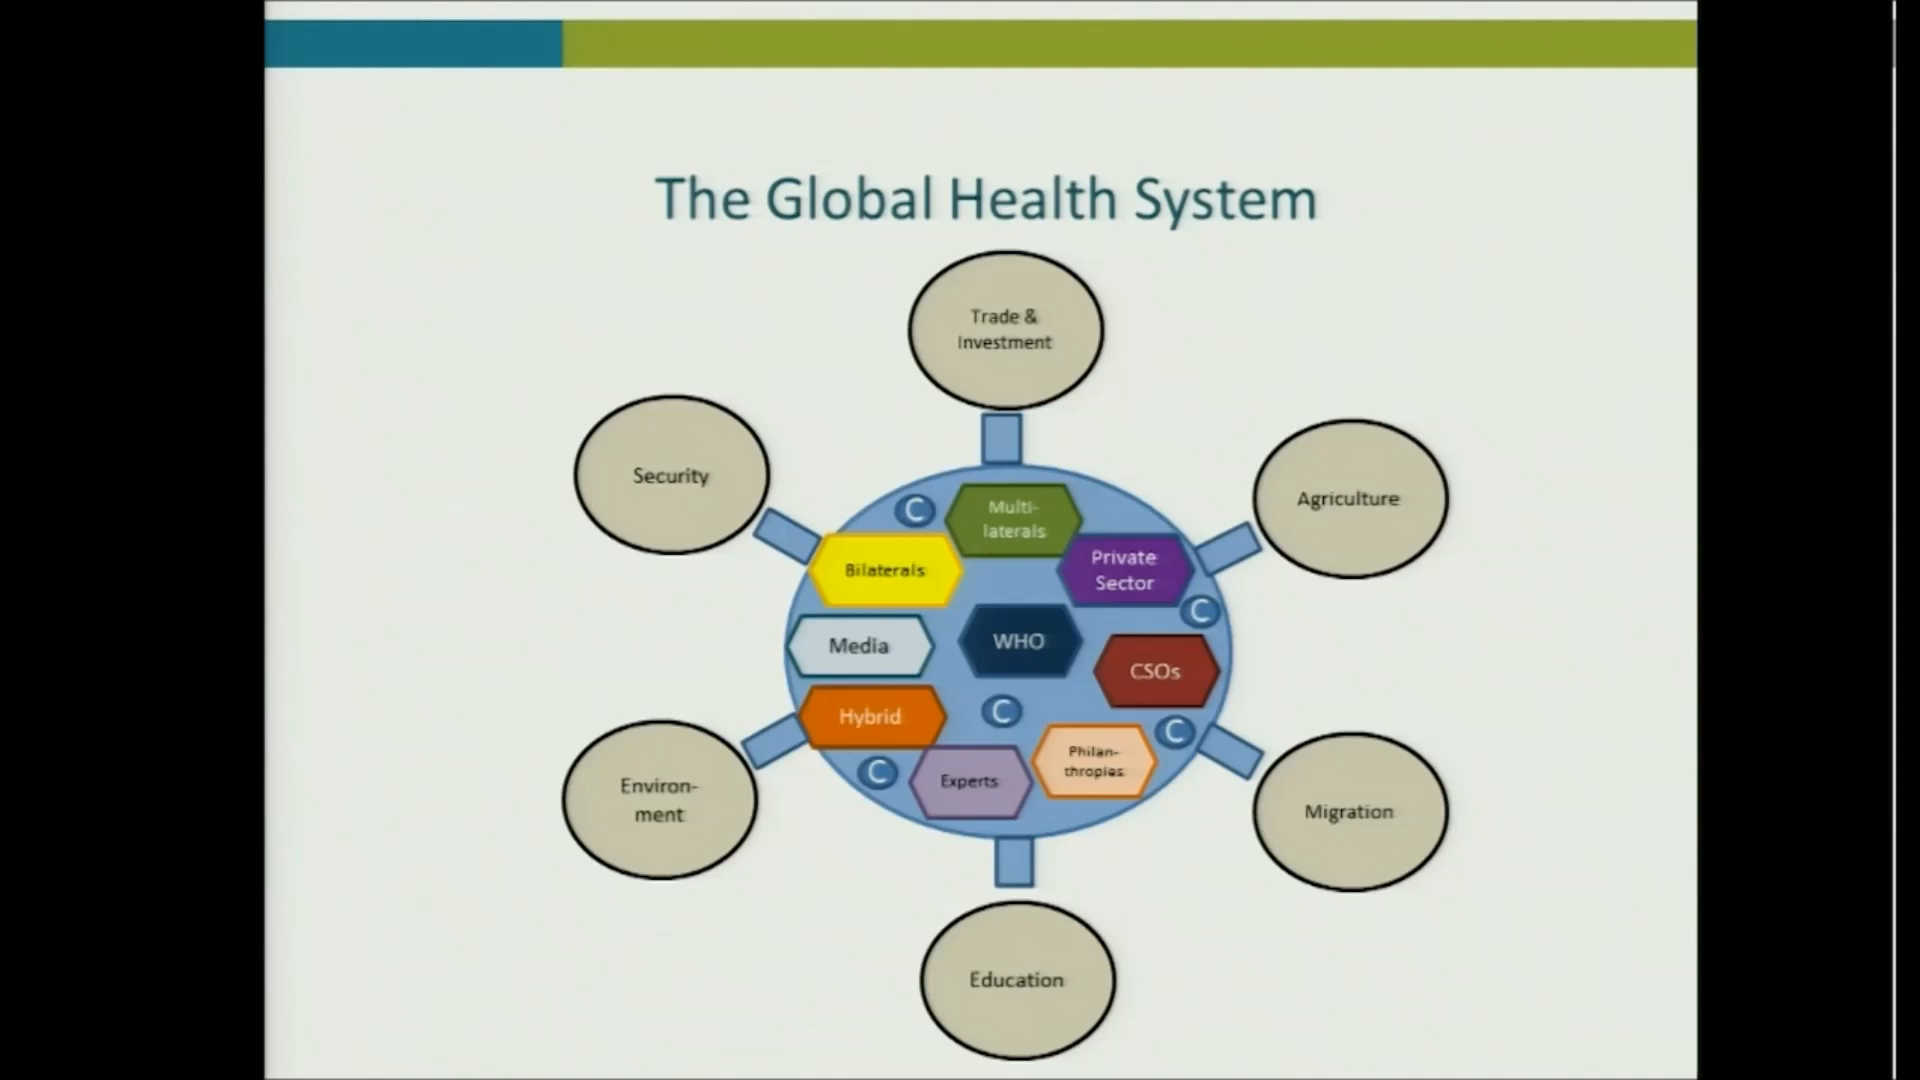 The Global Health System
Trade &
Investment
Security
Agriculture
C
Multi-
laterals
Bilaterals
Private
Sector
C
Media
WHO
CSOs
Hybrid
C
C
Philan-
thropies
C
Experts
Environ-
ment
Migration
Education